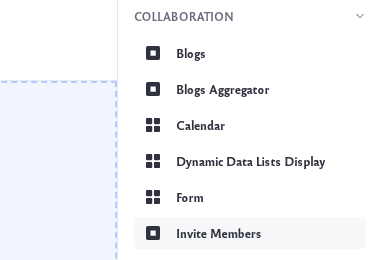 COLLABORATION
Blogs
Blogs Aggregator
Calendar
Dynamic Data Lists Display
Form
Invite Members